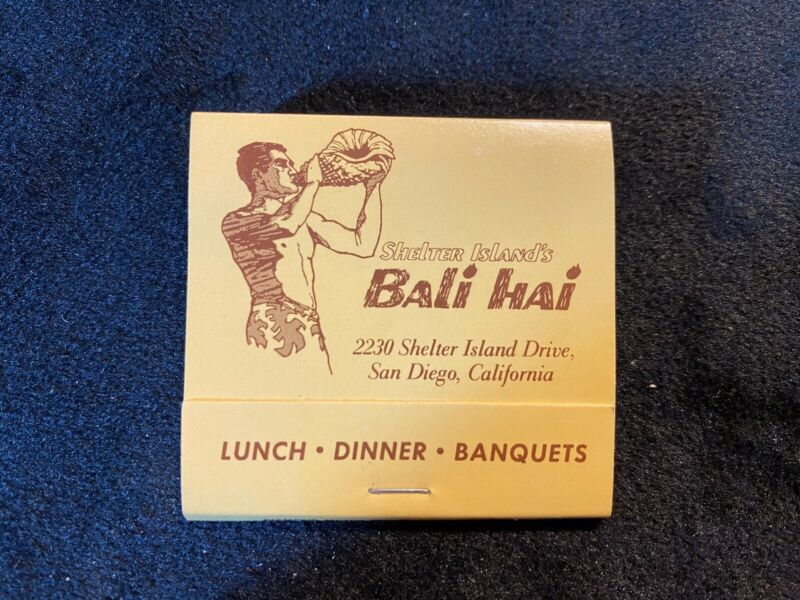 Shelter Island's
Bali Hai
2230 Shelter Island Drive,
San Diego, California
LUNCH • DINNER • BANQUETS